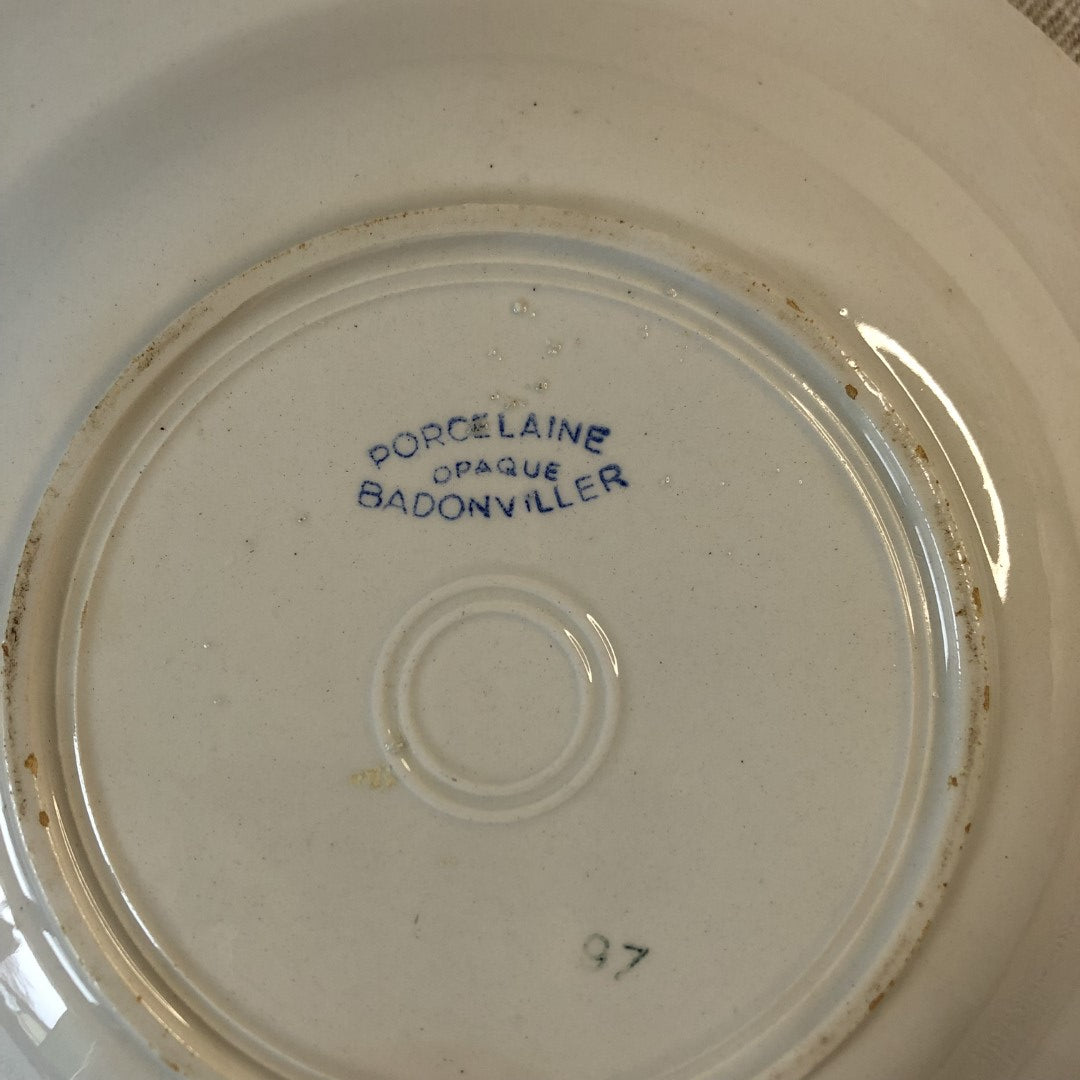 PORCELAINE
OPAQUE
BADONVILLER
97